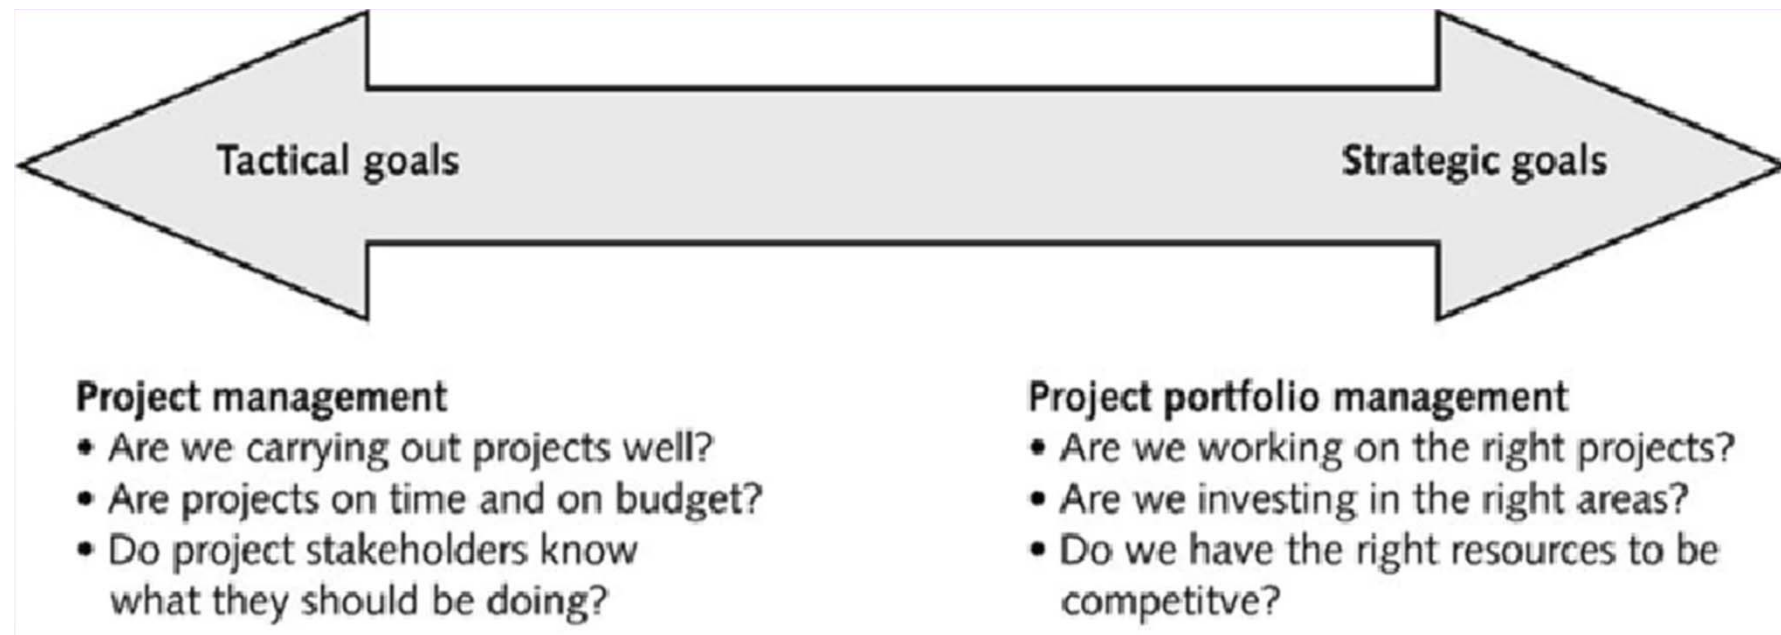 Tactical goals
Strategic goals
Project management
• Are we carrying out projects well?
• Are projects on time and on budget?
• Do project stakeholders know
what they should be doing?
Project portfolio management
• Are we working on the right projects?
• Are we investing in the right areas?
• Do we have the right resources to be
competitve?